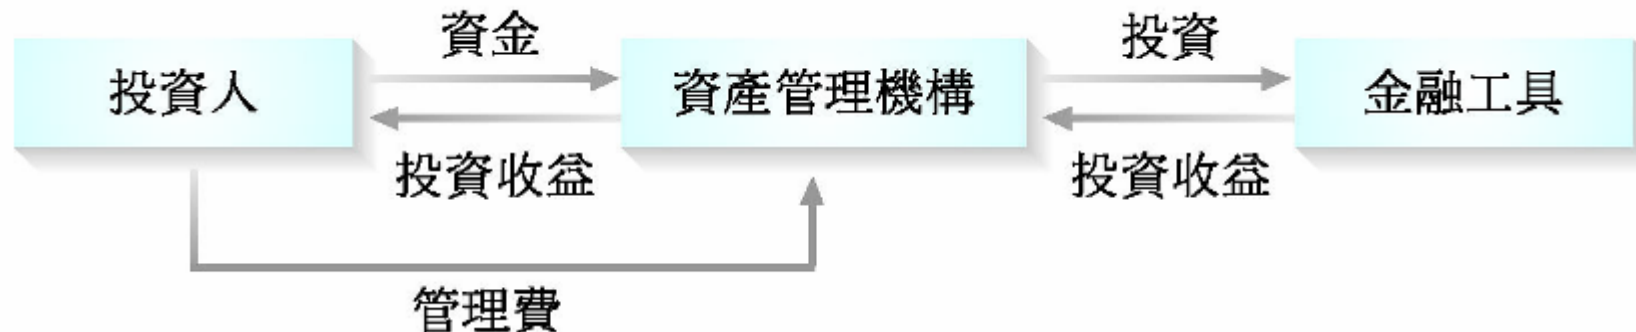 資金
投資
投資人
資產管理機構
金融工具
投資收益
投資收益
管理費